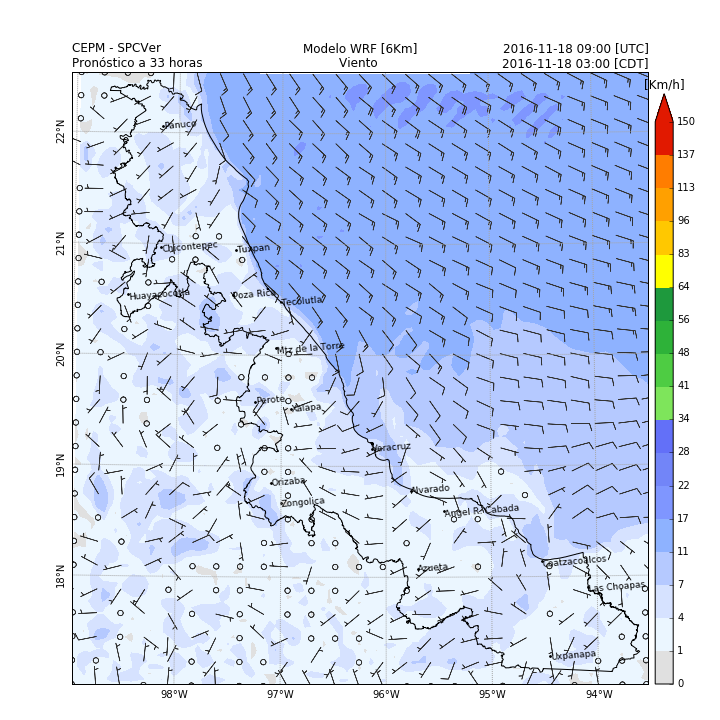 CEPM - SPCVer Modelo WRF [6Km] 2016-11-18 09:00 [UTC]
Pronóstico a 33 horas Viento 2016-11-18 03:00 [CDT]
[Km/h]
150
137
113
96
83
64
56
48
41
34
28
22
17
11
7
4
1
0
22°N
21°N
20°N
19°N
18°N
Panuco
Chicontepec
Tuxpan
Huayacocotla
Poza Rica
Tecolutla
Mtz de la Torre
Perote
Xalapa
Veracruz
Orizaba
Alvarado
Zongolica
Angel R. Cabada
Azueta
Coatzacoalcos
Las Choapas
Uxpanapa
98°W 97°W 96°W 95°W 94°W